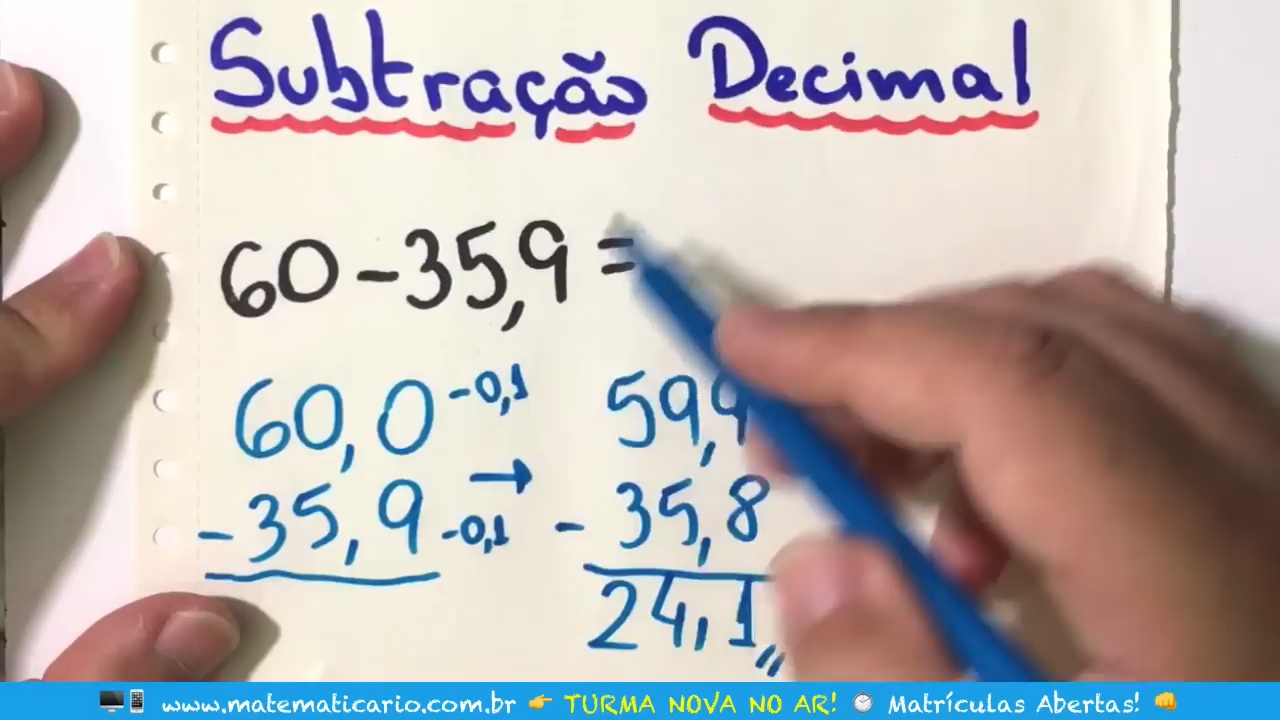 Subtração Decimal
60 - 35,9 =
60,0 -0,1
59,9
- 35,9 -0,1
→
- 35,8
24,1,,
www.matematicario.com.br 👉 TURMA NOVA NO AR! ⏱ Matrículas Abertas! 👊